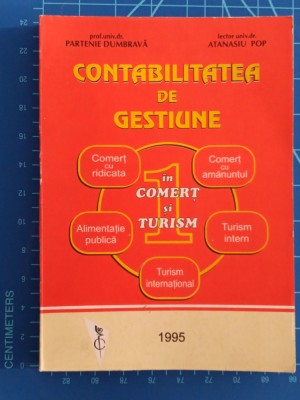 prof.univ.dr.
PARTENIE DUMBRAVĂ
lector univ.dr.
ATANASIU POP
CONTABILITATEA
DE
GESTIUNE
Comerț
cu
ridicata
Comerț
cu
amănuntul
1
în
COMERȚ
și
TURISM
Alimentație
publică
Turism
intern
Turism
internațional
1995
CENTIMETERS